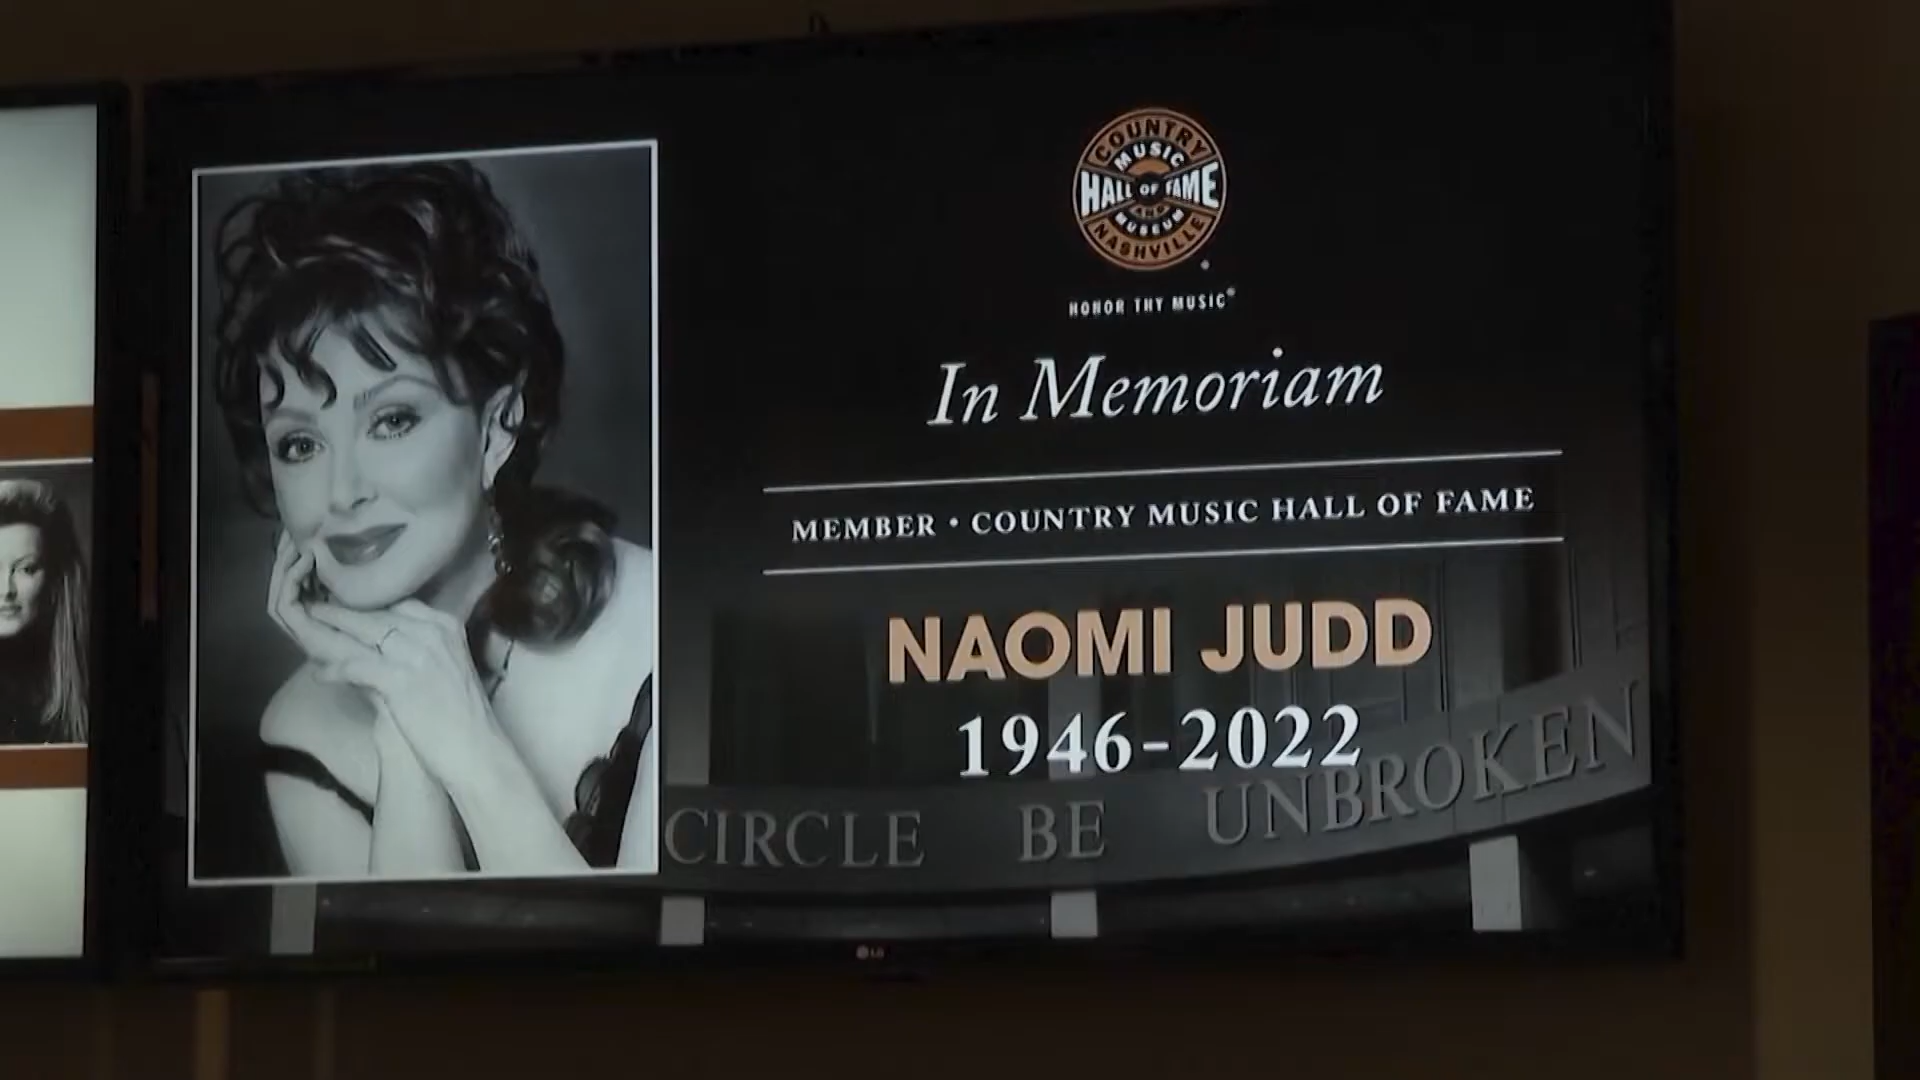 COUNTRY
MUSIC
HALL OF FAME
AND
MUSEUM
NASHVILLE
HONOR THY MUSIC®
In Memoriam
MEMBER • COUNTRY MUSIC HALL OF FAME
NAOMI JUDD
1946-2022
CIRCLE BE UNBROKEN
LG